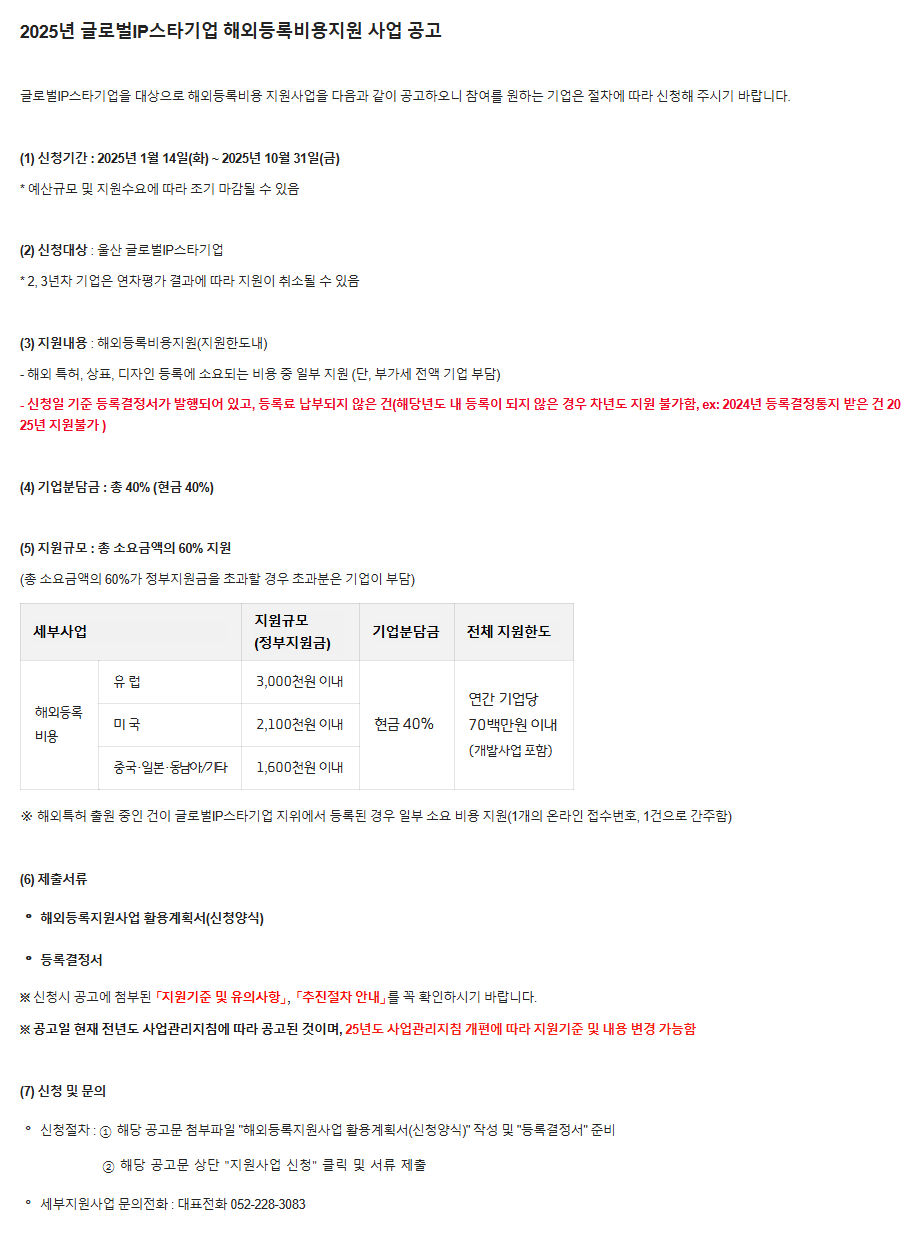 2025년 글로벌IP스타기업 해외등록비용지원 사업 공고
글로벌IP스타기업을 대상으로 해외등록비용 지원사업을 다음과 같이 공고하오니 참여를 원하는 기업은 절차에 따라 신청해 주시기 바랍니다.
(1) 신청기간 : 2025년 1월 14일(화) ~ 2025년 10월 31일(금)
* 예산규모 및 지원수요에 따라 조기 마감될 수 있음
(2) 신청대상 : 울산 글로벌IP스타기업
* 2, 3년차 기업은 연차평가 결과에 따라 지원이 취소될 수 있음
(3) 지원내용 : 해외등록비용지원(지원한도내)
- 해외 특허, 상표, 디자인 등록에 소요되는 비용 중 일부 지원 (단, 부가세 전액 기업 부담)
- 신청일 기준 등록결정서가 발행되어 있고, 등록료 납부되지 않은 건(해당년도 내 등록이 되지 않은 경우 차년도 지원 불가함, ex: 2024년 등록결정통지 받은 건 20
25년 지원불가 )
(4) 기업분담금 : 총 40% (현금 40%)
(5) 지원규모 : 총 소요금액의 60% 지원
(총 소요금액의 60%가 정부지원금을 초과할 경우 초과분은 기업이 부담)
세부사업 지원규모 (정부지원금) 기업분담금 전체 지원한도
해외등록 비용 유 럽 3,000천원 이내 현금 40% 연간 기업당 70백만원 이내 (개발사업 포함)
미 국 2,100천원 이내
중국·일본·동남아/기타 1,600천원 이내
※ 해외특허 출원 중인 건이 글로벌IP스타기업 지위에서 등록된 경우 일부 소요 비용 지원(1개의 온라인 접수번호, 1건으로 간주함)
(6) 제출서류
° 해외등록지원사업 활용계획서(신청양식)
° 등록결정서
※ 신청시 공고에 첨부된 「지원기준 및 유의사항」, 「추진절차 안내」를 꼭 확인하시기 바랍니다.
※ 공고일 현재 전년도 사업관리지침에 따라 공고된 것이며, 25년도 사업관리지침 개편에 따라 지원기준 및 내용 변경 가능함
(7) 신청 및 문의
° 신청절차 : ① 해당 공고문 첨부파일 "해외등록지원사업 활용계획서(신청양식)" 작성 및 "등록결정서" 준비
② 해당 공고문 상단 "지원사업 신청" 클릭 및 서류 제출
° 세부지원사업 문의전화 : 대표전화 052-228-3083